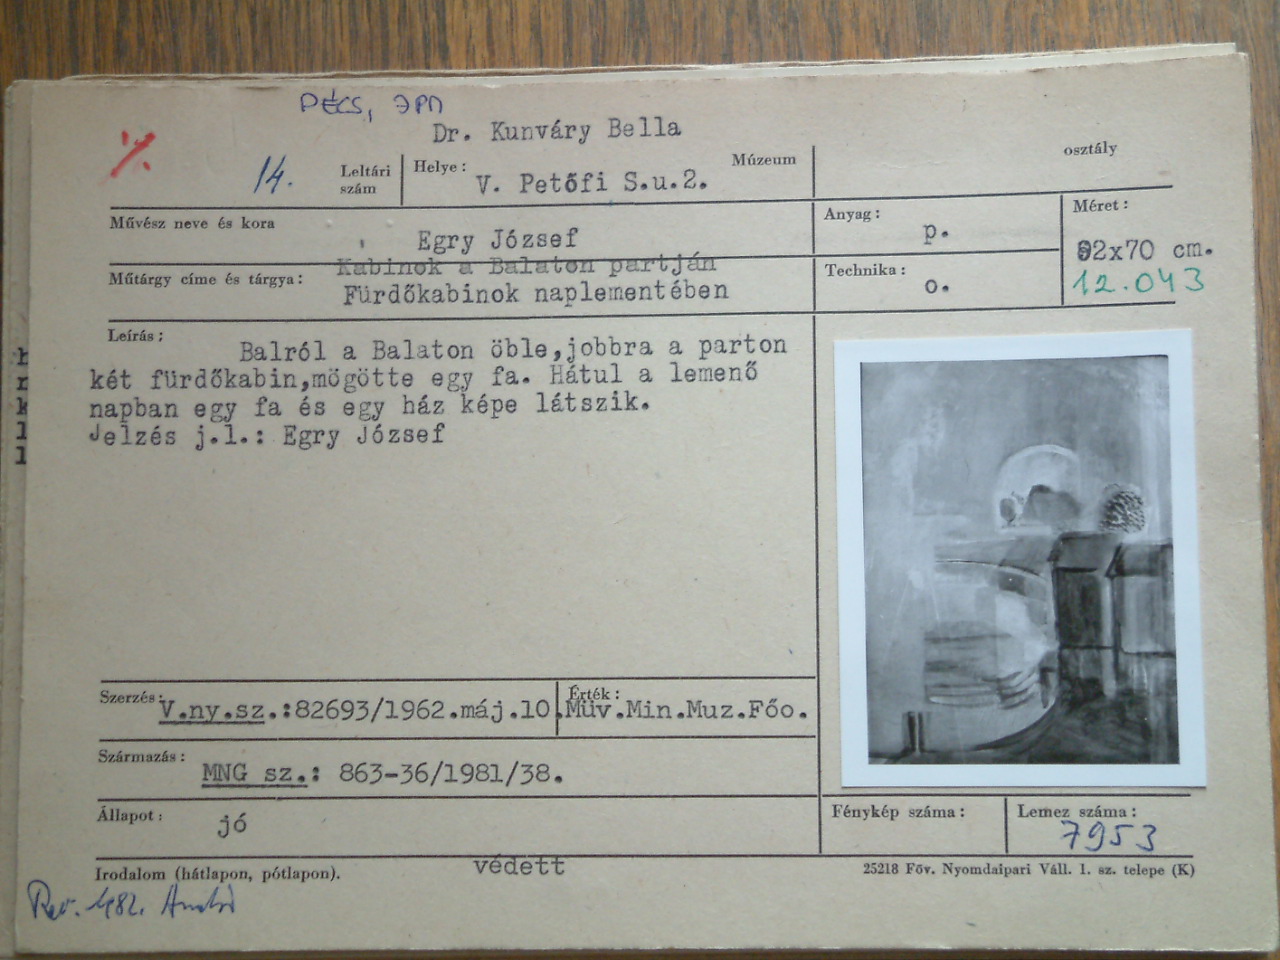 PÉCS, JPM
Dr. Kunváry Bella
14.
Leltári szám
Helye:
Múzeum
osztály
V. Petőfi S.u.2.
Művész neve és kora
Egry József
Anyag:
p.
Méret:
92x70 cm.
12.043
Kabinok a Balaton partján
Műtárgy címe és tárgya:
Fürdőkabinok naplementében
Technika:
o.
Leírás;
Balról a Balaton öble,jobbra a parton
két fürdőkabin,mögötte egy fa. Hátul a lemenő
napban egy fa és egy ház képe látszik.
Jelzés j.l.: Egry József
Szerzés:
V.ny.sz.:82693/1962.máj.10.
Érték:
Müv.Min.Muz.Főo.
Származás:
MNG sz.: 863-36/1981/38.
Állapot:
jó
Fénykép száma:
Lemez száma:
7953
Irodalom (hátlapon, pótlapon).
védett
25218 Főv. Nyomdaipari Váll. 1. sz. telepe (K)
Rev.